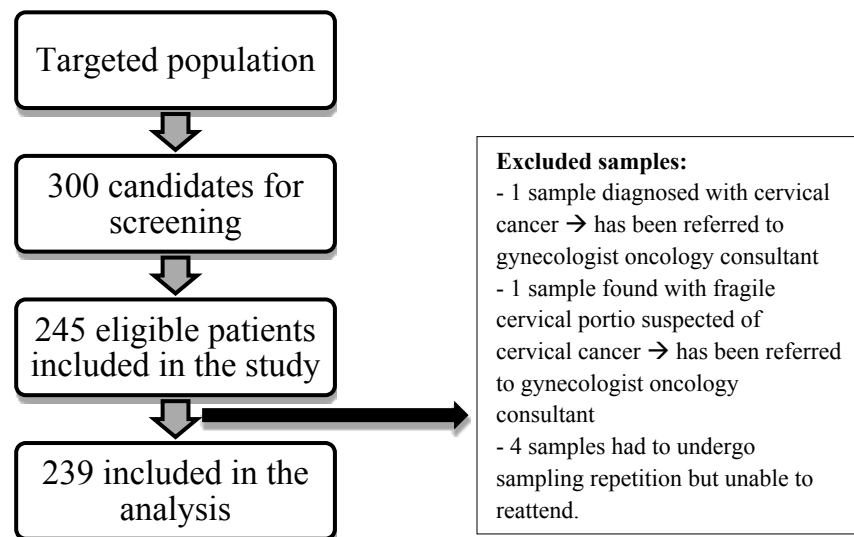 Targeted population
300 candidates for
screening
245 eligible patients
included in the study
239 included in the
analysis
Excluded samples:
- 1 sample diagnosed with cervical
cancer → has been referred to
gynecologist oncology consultant
- 1 sample found with fragile
cervical portio suspected of
cervical cancer → has been referred
to gynecologist oncology
consultant
- 4 samples had to undergo
sampling repetition but unable to
reattend.